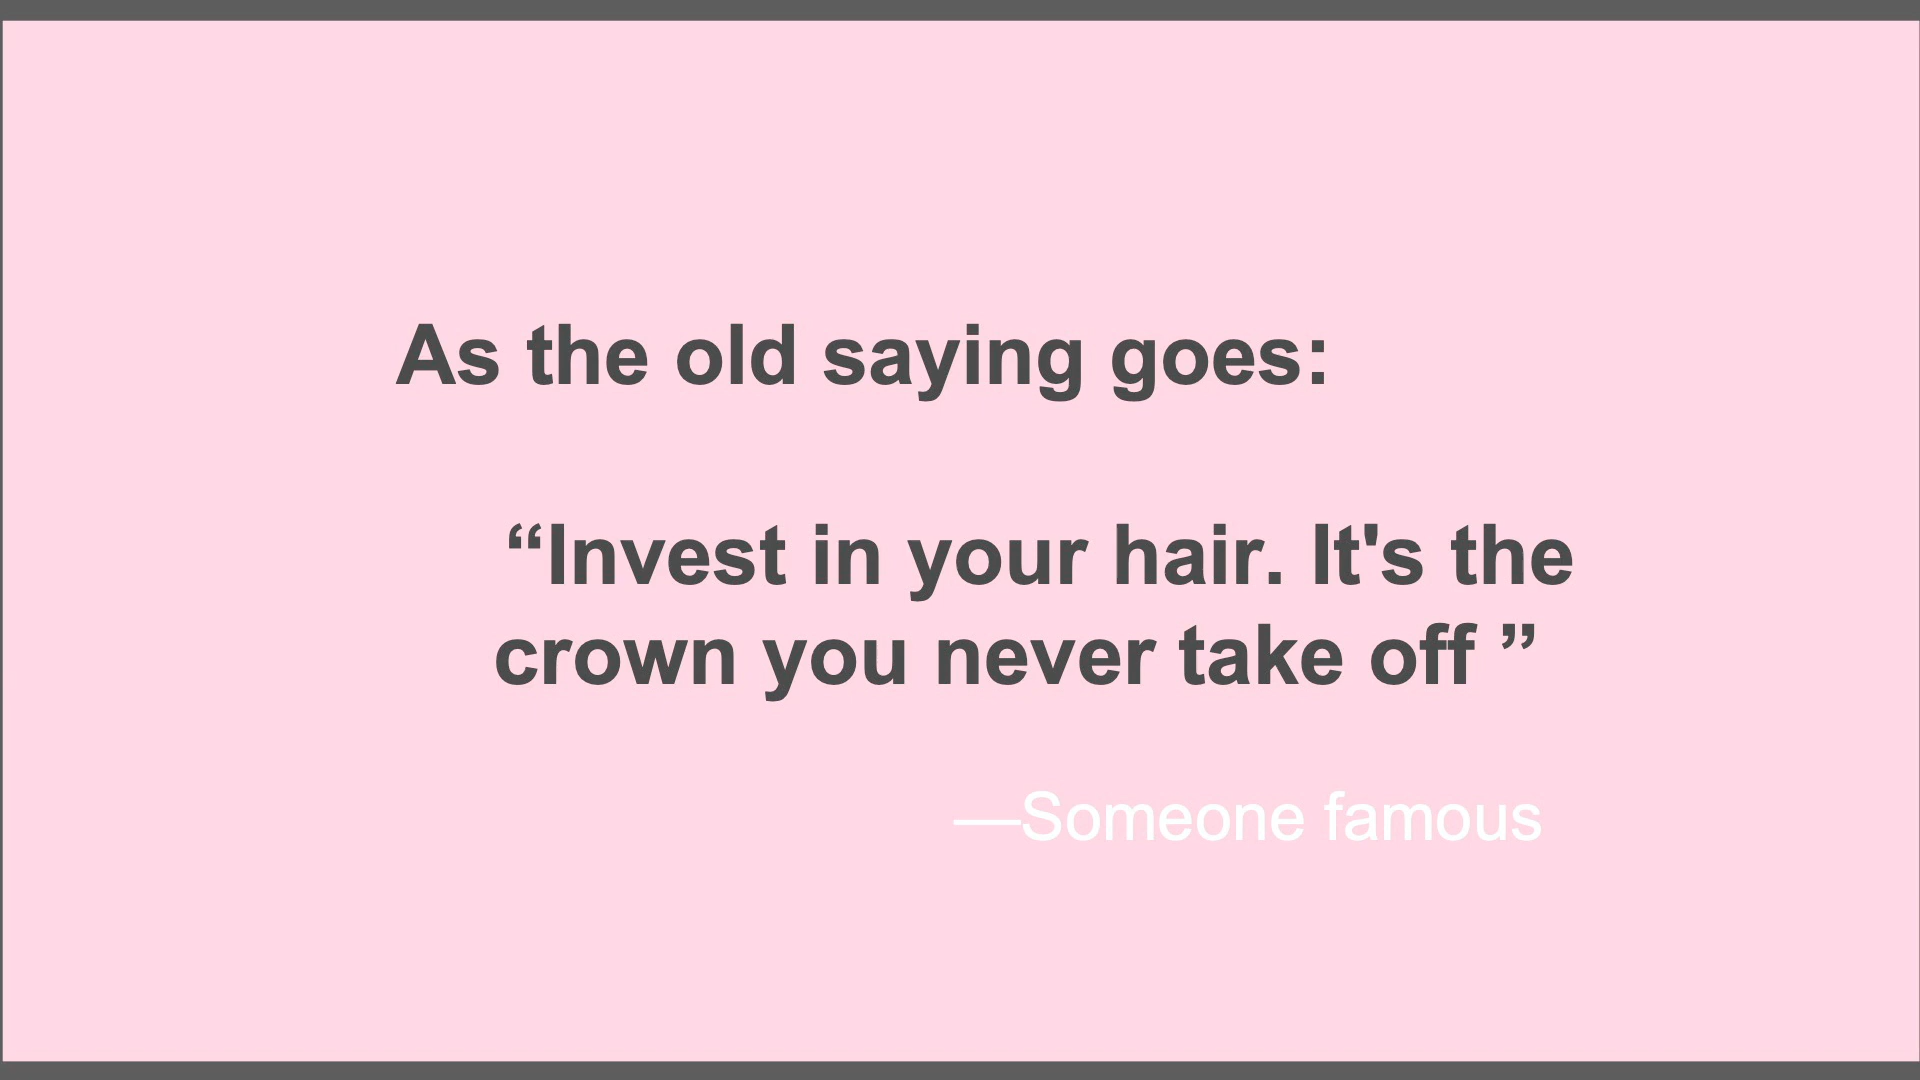 As the old saying goes:
“Invest in your hair. It's the
crown you never take off ”
—Someone famous